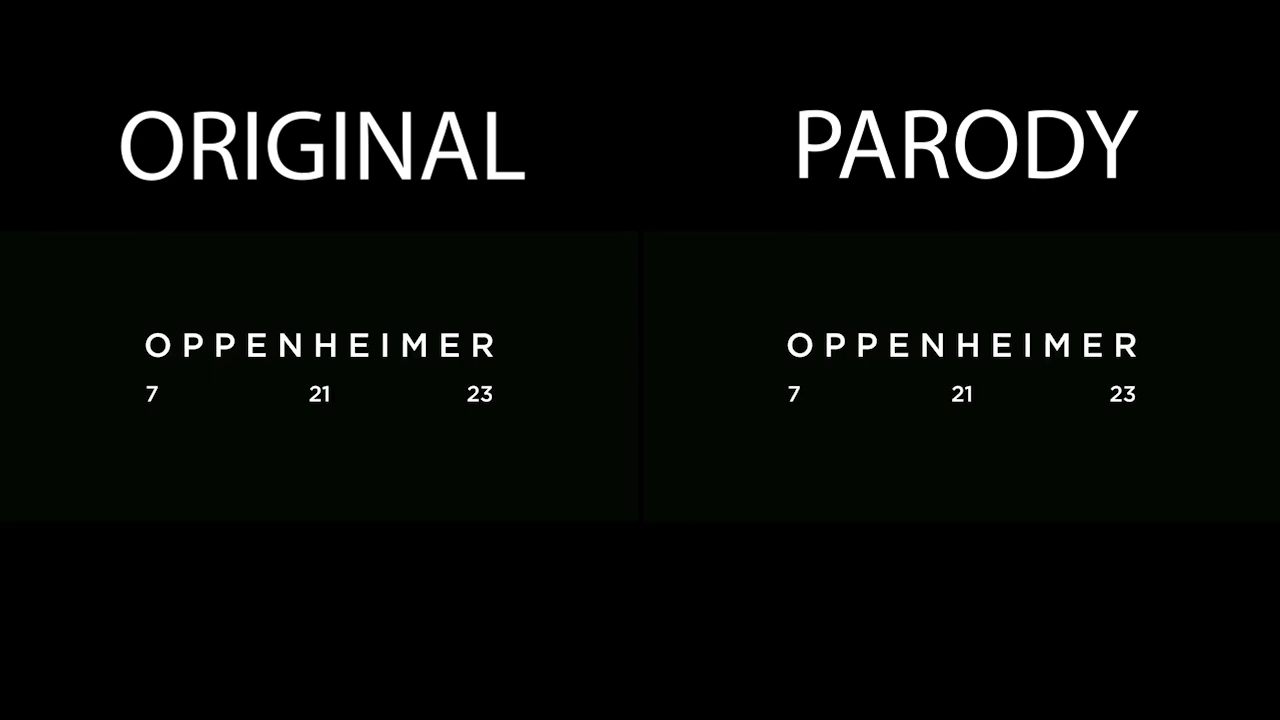 ORIGINAL
PARODY
OPPENHEIMER
7 21 23
OPPENHEIMER
7 21 23